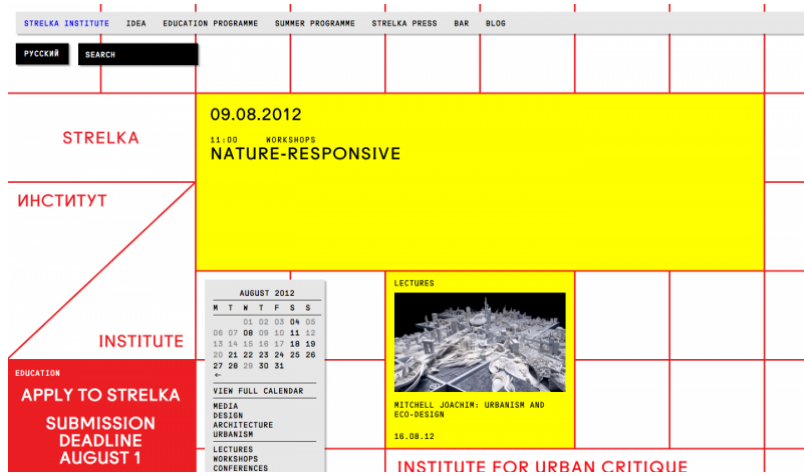 STRELKA INSTITUTE IDEA EDUCATION PROGRAMME SUMMER PROGRAMME STRELKA PRESS BAR BLOG
РУССКИЙ SEARCH
09.08.2012
11:00 WORKSHOPS
NATURE-RESPONSIVE
STRELKA
ИНСТИТУТ
INSTITUTE
EDUCATION
APPLY TO STRELKA
SUBMISSION
DEADLINE
AUGUST 1
AUGUST 2012
M T W T F S S
01 02 03 04 05
06 07 08 09 10 11 12
13 14 15 16 17 18 19
20 21 22 23 24 25 26
27 28 29 30 31
←
VIEW FULL CALENDAR
MEDIA
DESIGN
ARCHITECTURE
URBANISM
LECTURES
WORKSHOPS
CONFERENCES
LECTURES
MITCHELL JOACHIM: URBANISM AND
ECO-DESIGN
16.08.12
INSTITUTE FOR URBAN CRITIQUE